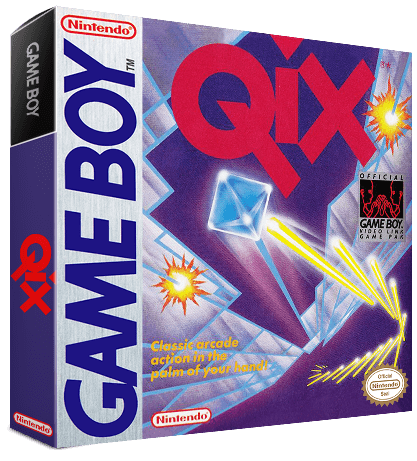 GAME BOY
QiX
Nintendo
GAME BOY™
Nintendo
QiX
®*
OFFICIAL
GAME BOY
VIDEO LINK
GAME PAK
Classic arcade
action in the
palm of your hand!
Official
Nintendo
Seal